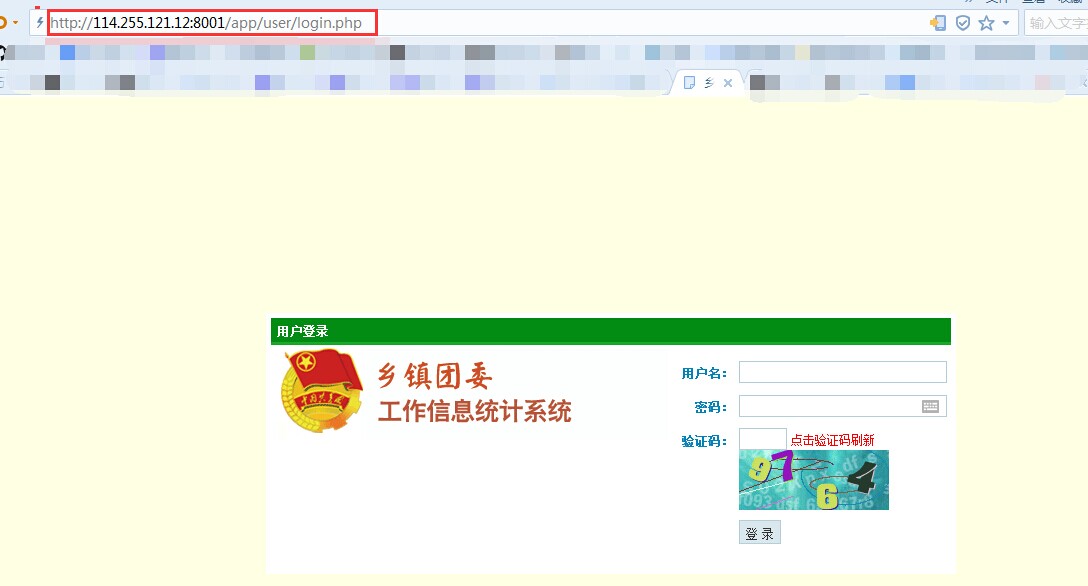 http://114.255.121.12:8001/app/user/login.php
输入文字
乡
用户登录
乡镇团委
工作信息统计系统
用户名：
密码：
验证码：
点击验证码刷新
9764
登 录